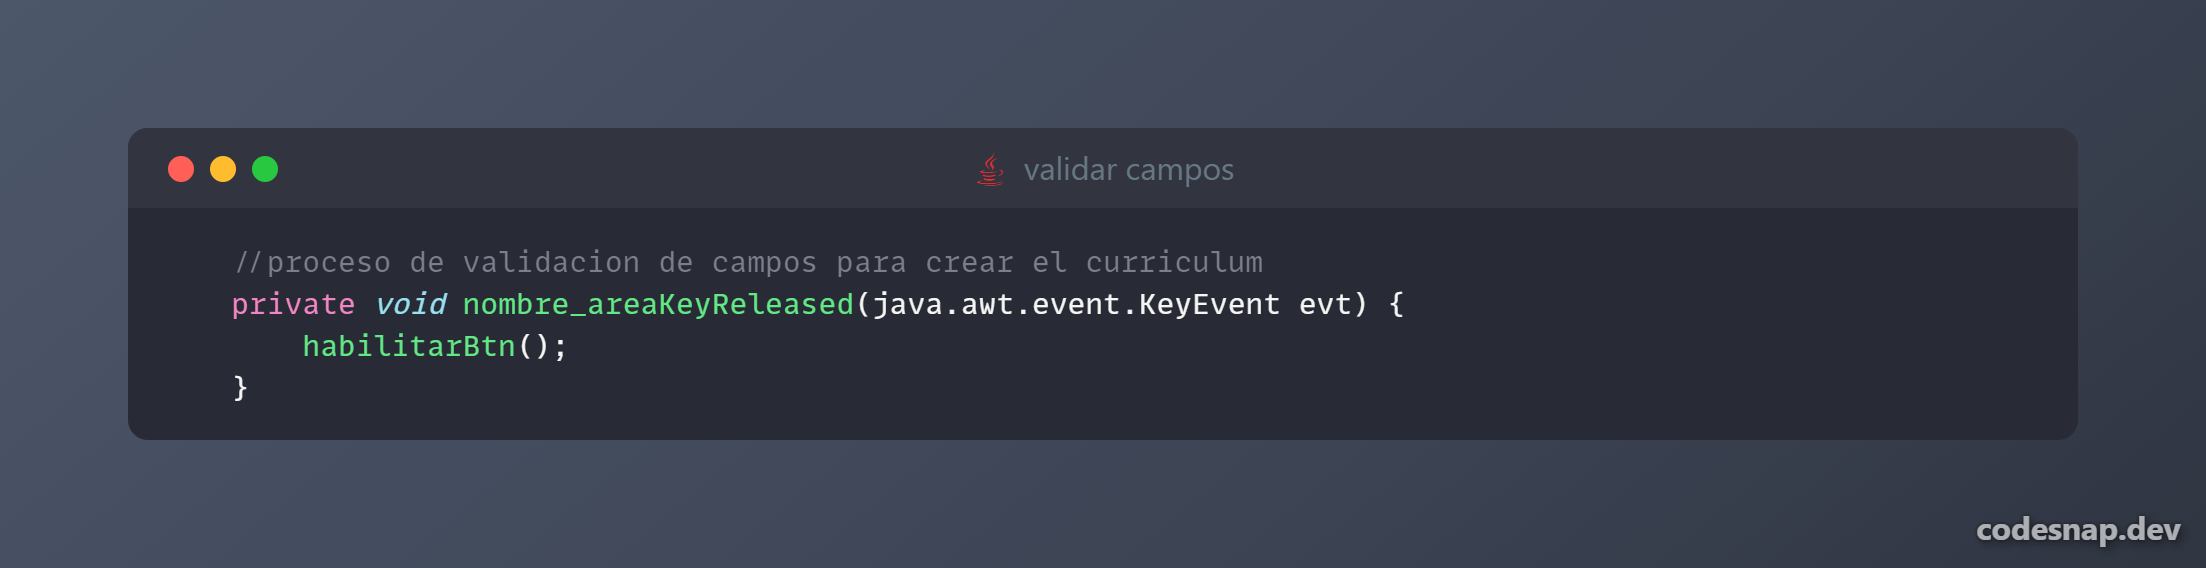 validar campos
//proceso de validacion de campos para crear el curriculum
private void nombre_areaKeyReleased(java.awt.event.KeyEvent evt) {
    habilitarBtn();
}
codesnap.dev